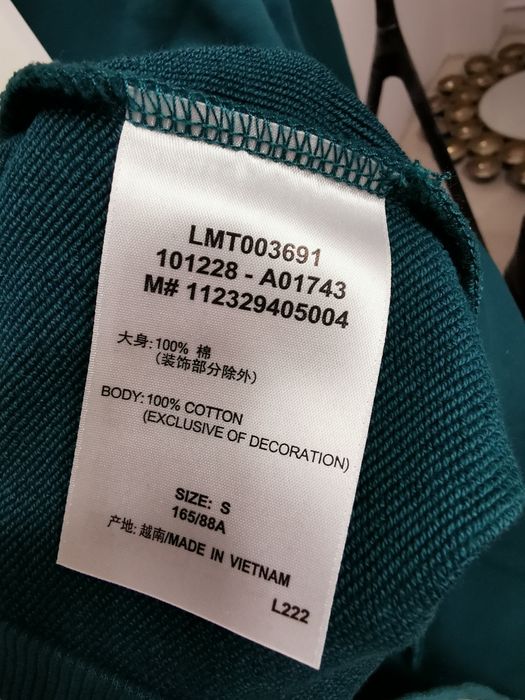 LMT003691
101228 - A01743
M# 112329405004
大身: 100% 棉
(装饰部分除外)
BODY: 100% COTTON
(EXCLUSIVE OF DECORATION)
SIZE: S
165/88A
产地: 越南/MADE IN VIETNAM
L222